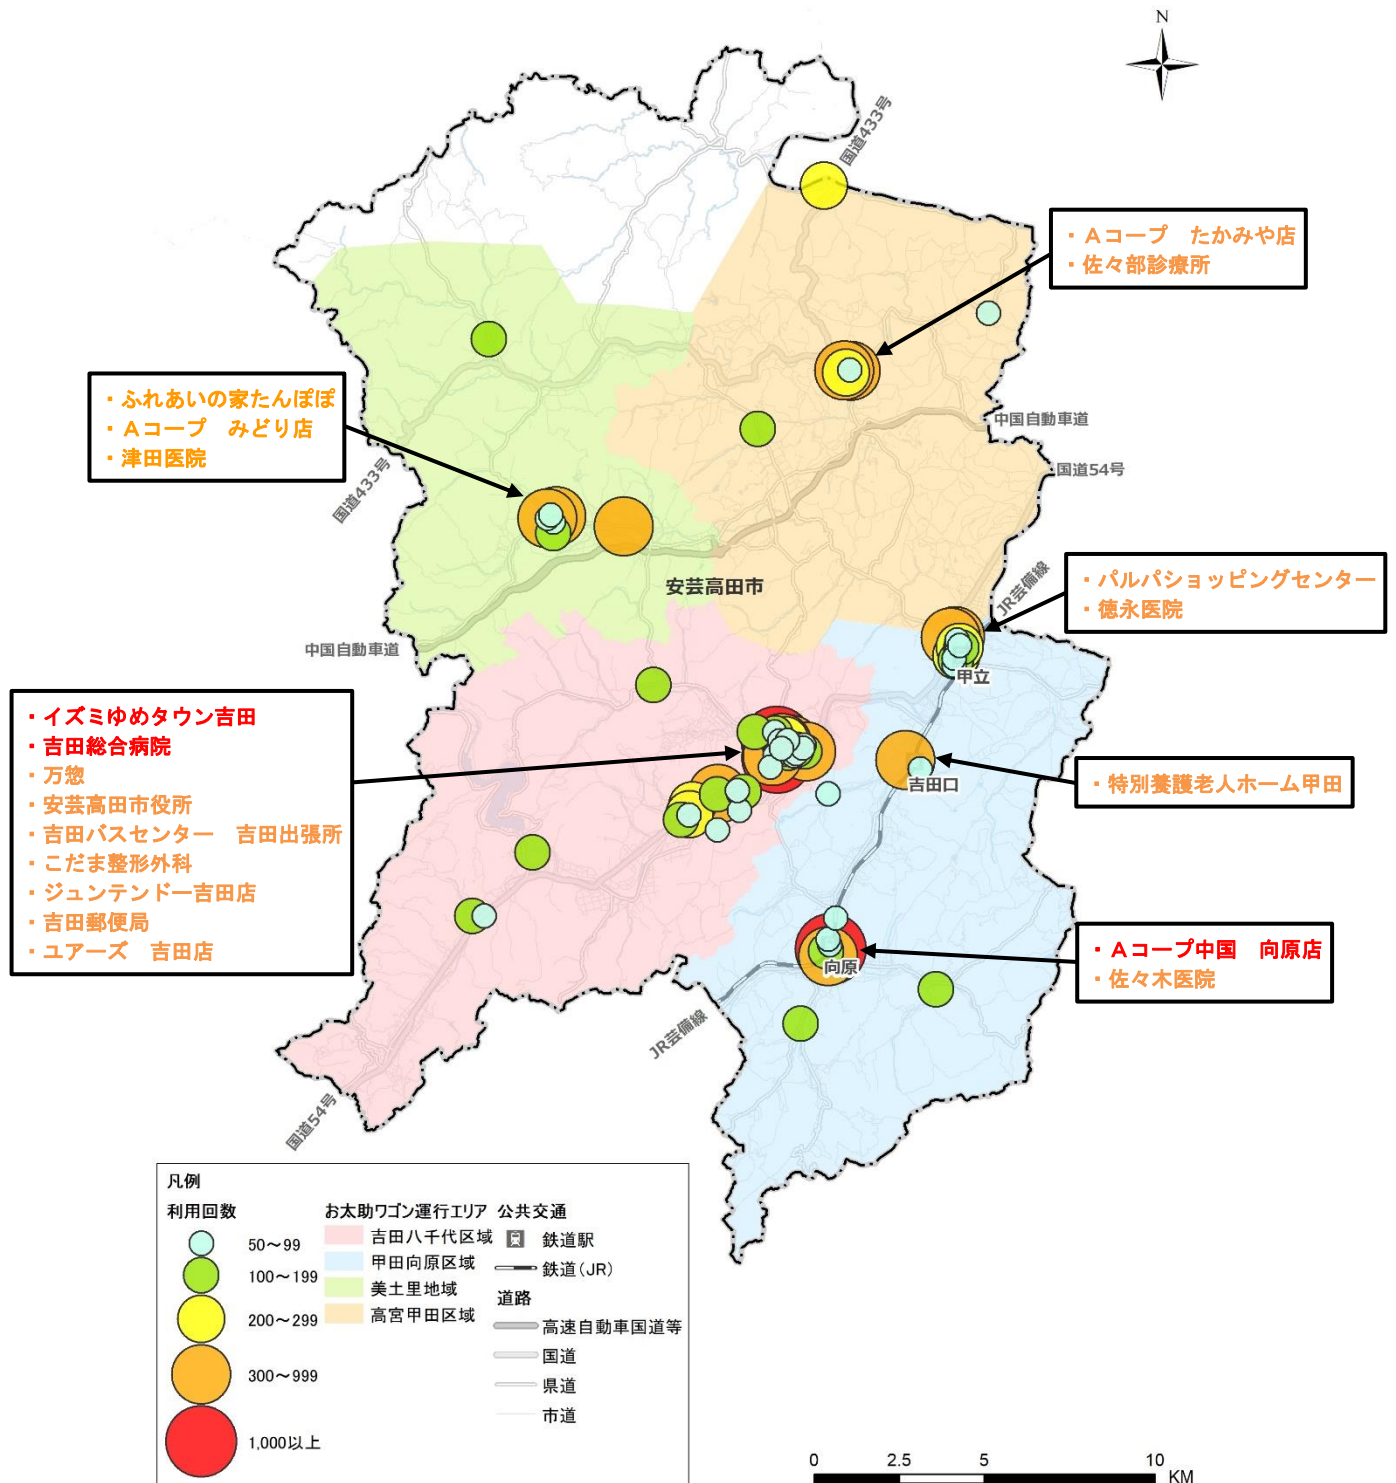 N
国道433号
・Aコープ　たかみや店
・佐々部診療所
・ふれあいの家たんぽぽ
・Aコープ　みどり店
・津田医院
国道433号
中国自動車道
国道54号
安芸高田市
JR芸備線
・パルパショッピングセンター
・徳永医院
中国自動車道
甲立
・イズミゆめタウン吉田
・吉田総合病院
・万惣
・安芸高田市役所
・吉田バスセンター　吉田出張所
・こだま整形外科
・ジュンテンドー吉田店
・吉田郵便局
・ユアーズ　吉田店
吉田口
・特別養護老人ホーム甲田
・Aコープ中国　向原店
・佐々木医院
向原
JR芸備線
国道54号
凡例
利用回数
50～99
100～199
200～299
300～999
1,000以上
お太助ワゴン運行エリア
吉田八千代区域
甲田向原区域
美土里地域
高宮甲田区域
公共交通
鉄道駅
鉄道(JR)
道路
高速自動車国道等
国道
県道
市道
0 2.5 5 10
KM